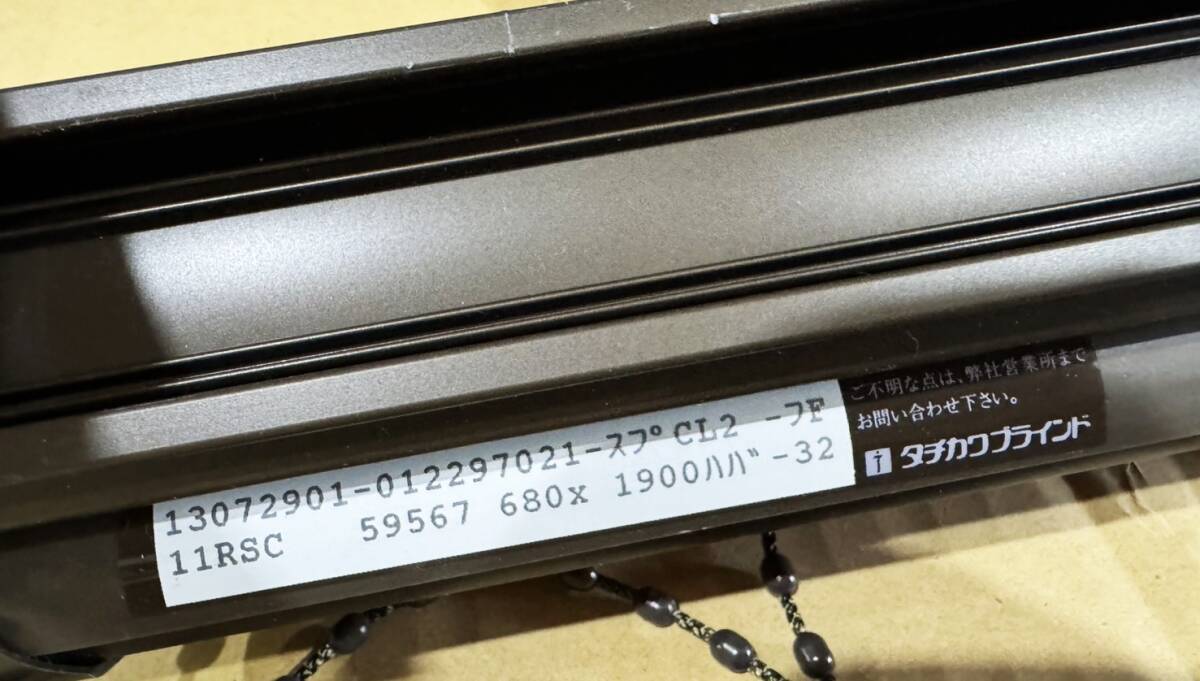 13072901-012297021-ｽﾌﾟCL2 -ﾌF
11RSC 59567 680x 1900ﾊﾊﾞ-32
ご不明な点は、弊社営業所まで
お問い合わせ下さい。
タチカワブラインド